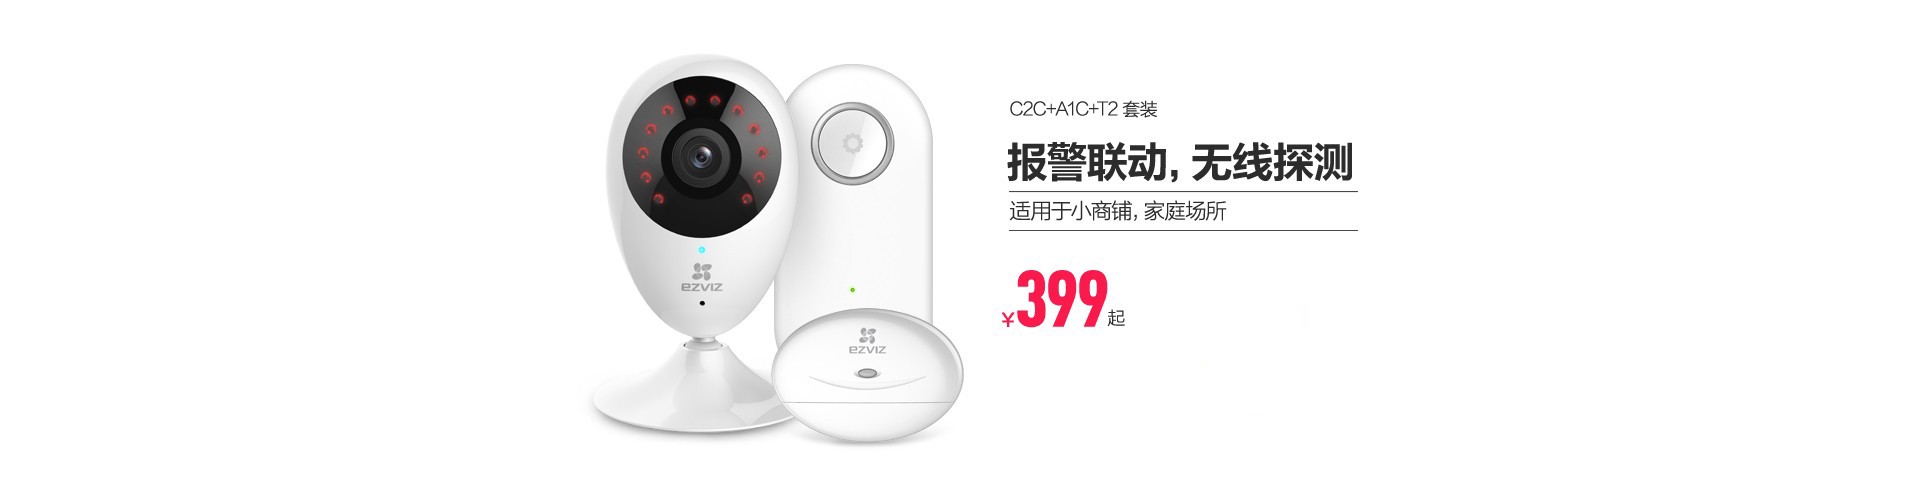 C2C+A1C+T2 套装
报警联动, 无线探测
适用于小商铺, 家庭场所
¥399起
ezviz
ezviz